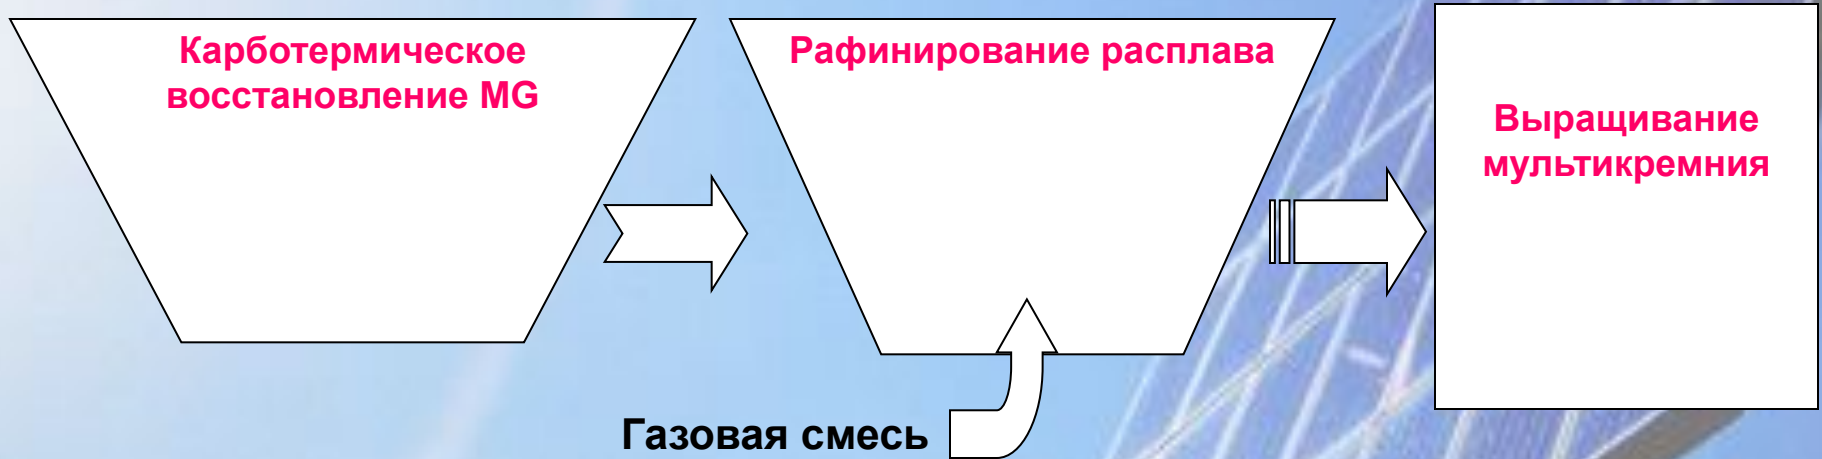 Карботермическое
восстановление MG
Рафинирование расплава
Выращивание
мультикремния
Газовая смесь